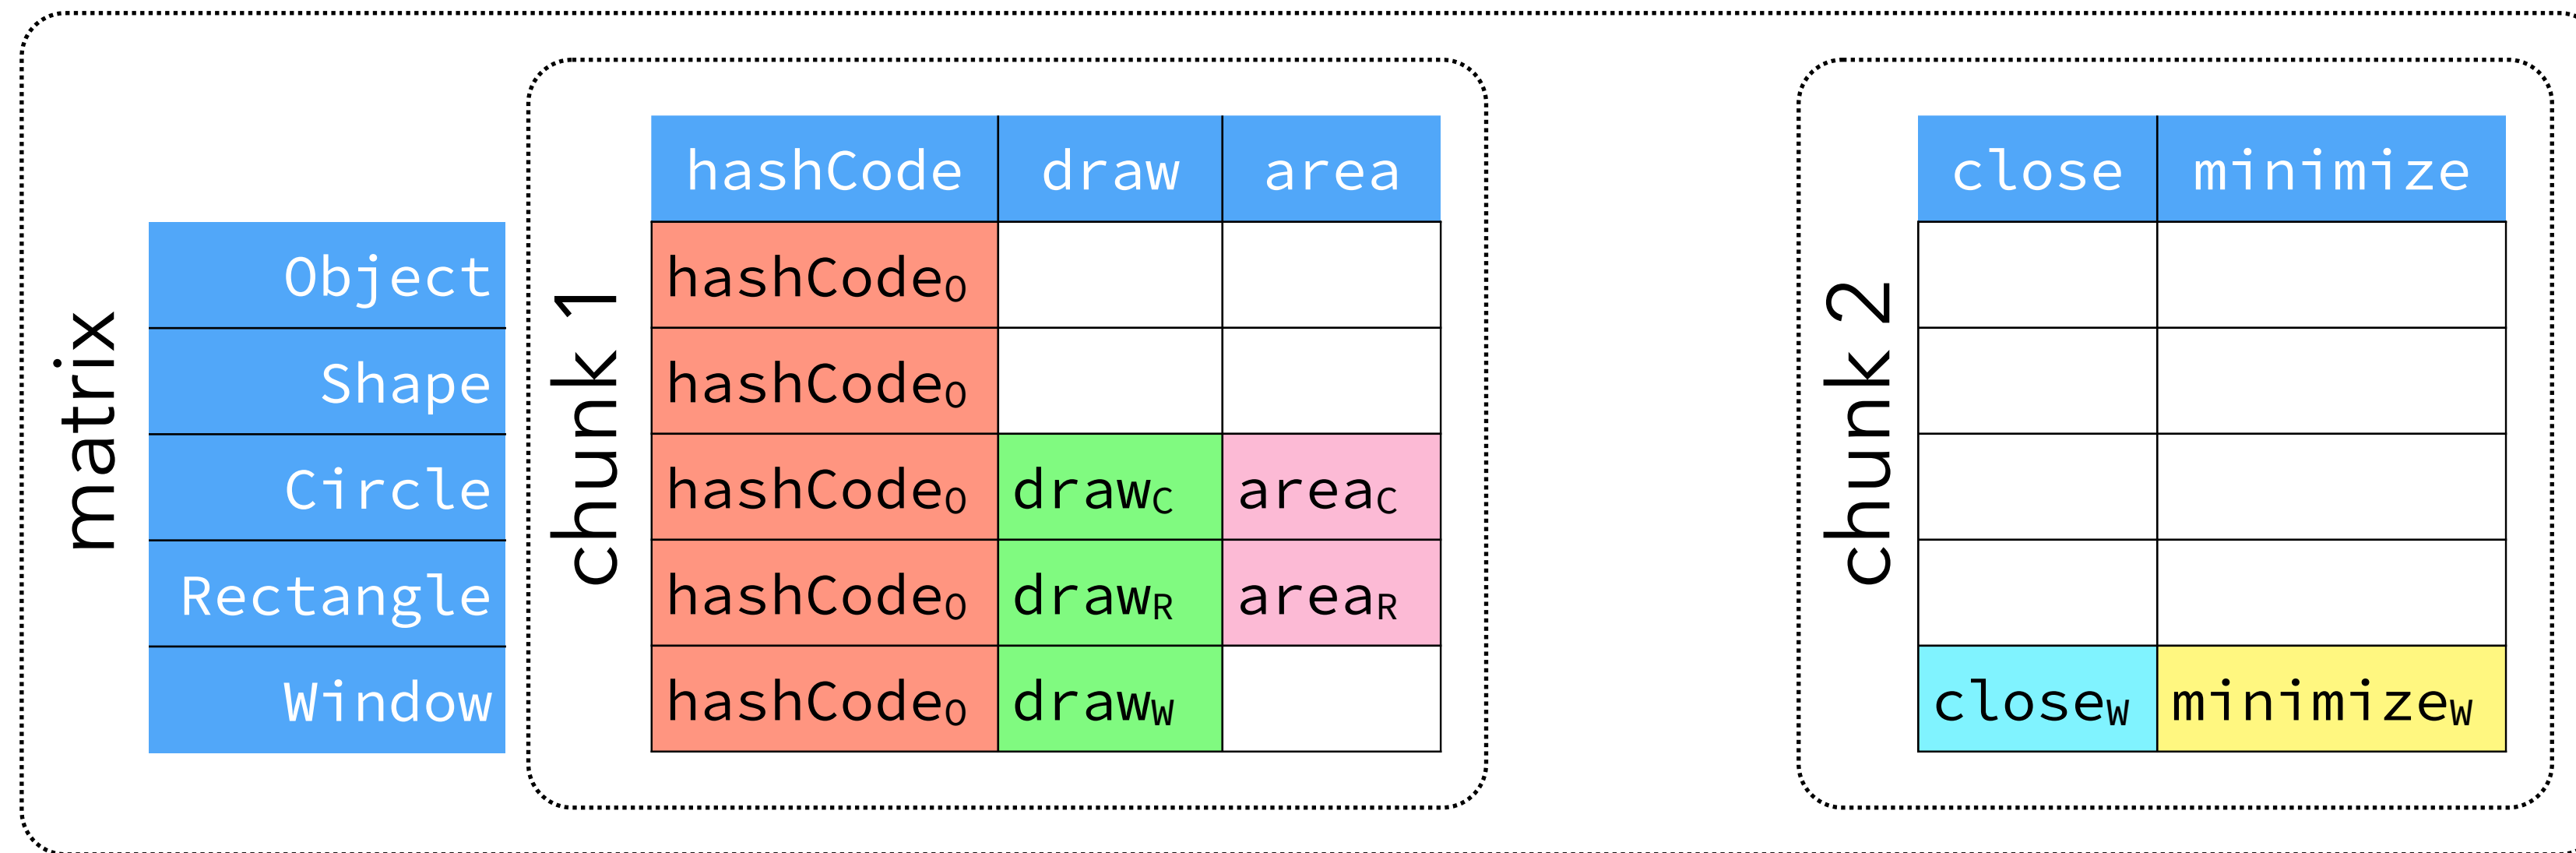 matrix
chunk 1
chunk 2
hashCode draw area close minimize
Object hashCodeO
Shape hashCodeO
Circle hashCodeO drawC areaC
Rectangle hashCodeO drawR areaR
Window hashCodeO drawW closeW minimizeW